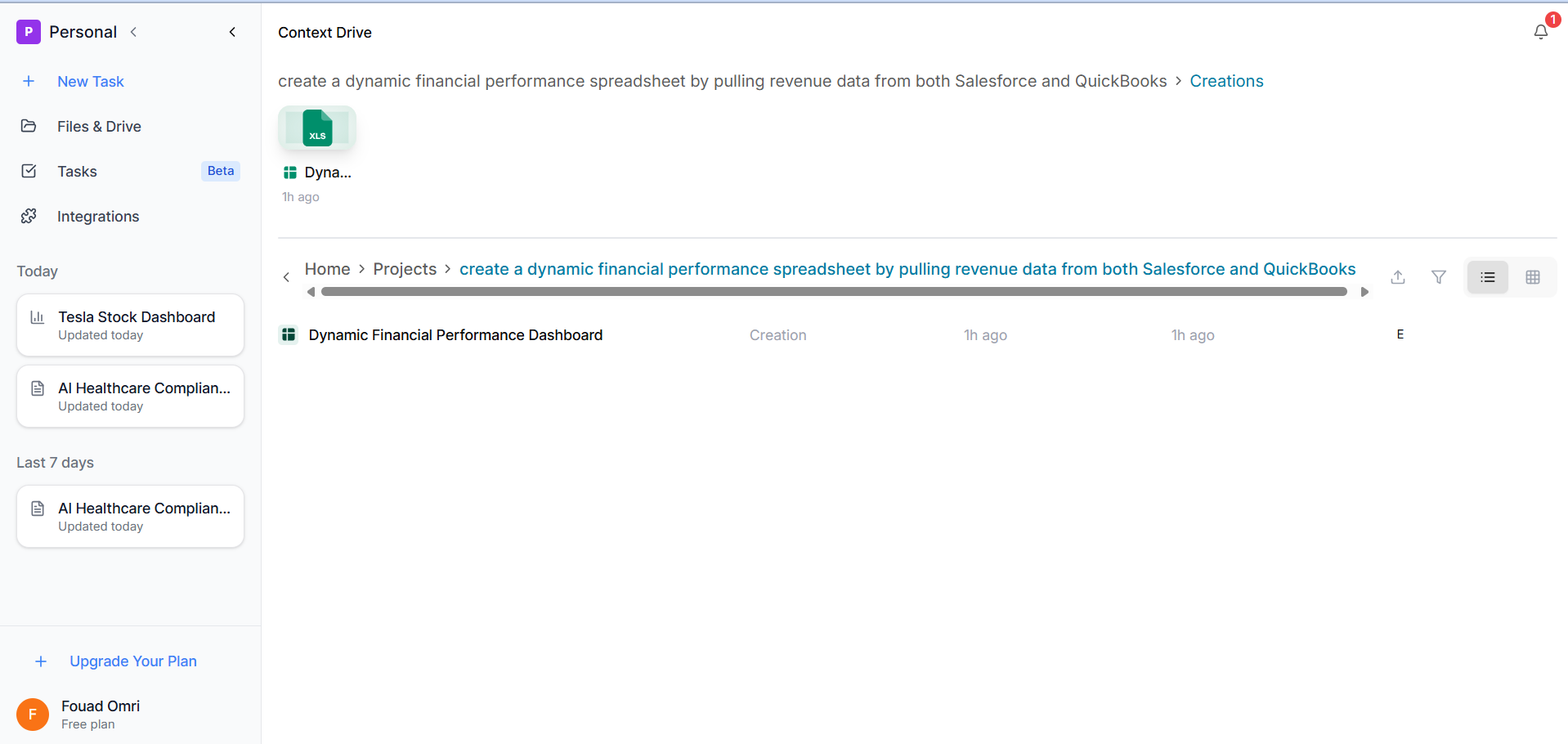 P Personal
New Task
Files & Drive
Tasks Beta
Integrations
Today
Tesla Stock Dashboard
Updated today
AI Healthcare Complian...
Updated today
Last 7 days
AI Healthcare Complian...
Updated today
Upgrade Your Plan
F
Fouad Omri
Free plan
Context Drive
1
create a dynamic financial performance spreadsheet by pulling revenue data from both Salesforce and QuickBooks > Creations
XLS
Dyna...
1h ago
Home > Projects > create a dynamic financial performance spreadsheet by pulling revenue data from both Salesforce and QuickBooks
Dynamic Financial Performance Dashboard Creation 1h ago 1h ago E